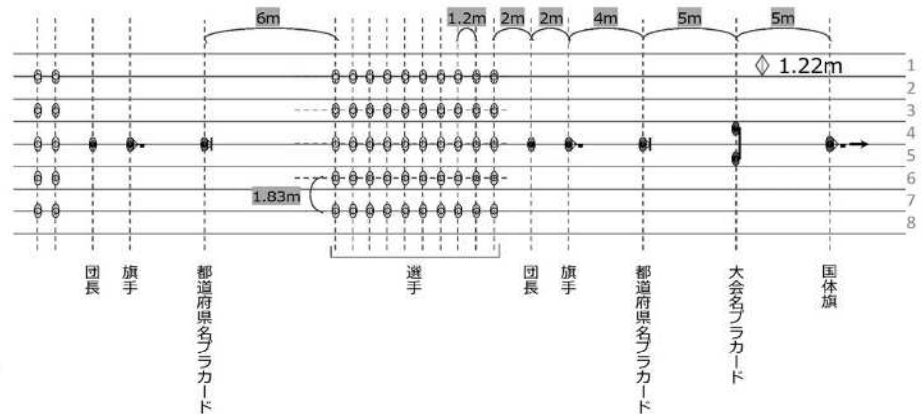 6m
1.2m
2m
2m
4m
5m
5m
1.22m
1
2
3
4
5
6
7
8
1.83m
団長
旗手
都道府県名プラカード
選手
団長
旗手
都道府県名プラカード
大会名プラカード
国体旗